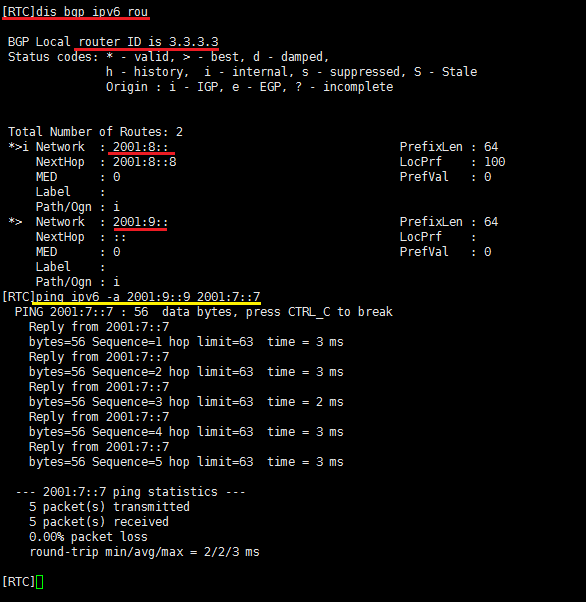 [RTC]dis bgp ipv6 rou
BGP Local router ID is 3.3.3.3
Status codes: * - valid, > - best, d - damped,
h - history,  i - internal, s - suppressed, S - Stale
Origin : i - IGP, e - EGP, ? - incomplete
Total Number of Routes: 2
*>i Network  : 2001:8::                                 PrefixLen : 64
NextHop  : 2001:8::8                                LocPrf    : 100
MED      : 0                                        PrefVal   : 0
Label    :
Path/Ogn : i
*>  Network  : 2001:9::                                 PrefixLen : 64
NextHop  : ::                                       LocPrf    :
MED      : 0                                        PrefVal   : 0
Label    :
Path/Ogn : i
[RTC]ping ipv6 -a 2001:9::9 2001:7::7
PING 2001:7::7 : 56  data bytes, press CTRL_C to break
Reply from 2001:7::7
bytes=56 Sequence=1 hop limit=63  time = 3 ms
Reply from 2001:7::7
bytes=56 Sequence=2 hop limit=63  time = 3 ms
Reply from 2001:7::7
bytes=56 Sequence=3 hop limit=63  time = 2 ms
Reply from 2001:7::7
bytes=56 Sequence=4 hop limit=63  time = 3 ms
Reply from 2001:7::7
bytes=56 Sequence=5 hop limit=63  time = 3 ms
--- 2001:7::7 ping statistics ---
5 packet(s) transmitted
5 packet(s) received
0.00% packet loss
round-trip min/avg/max = 2/2/3 ms
[RTC]